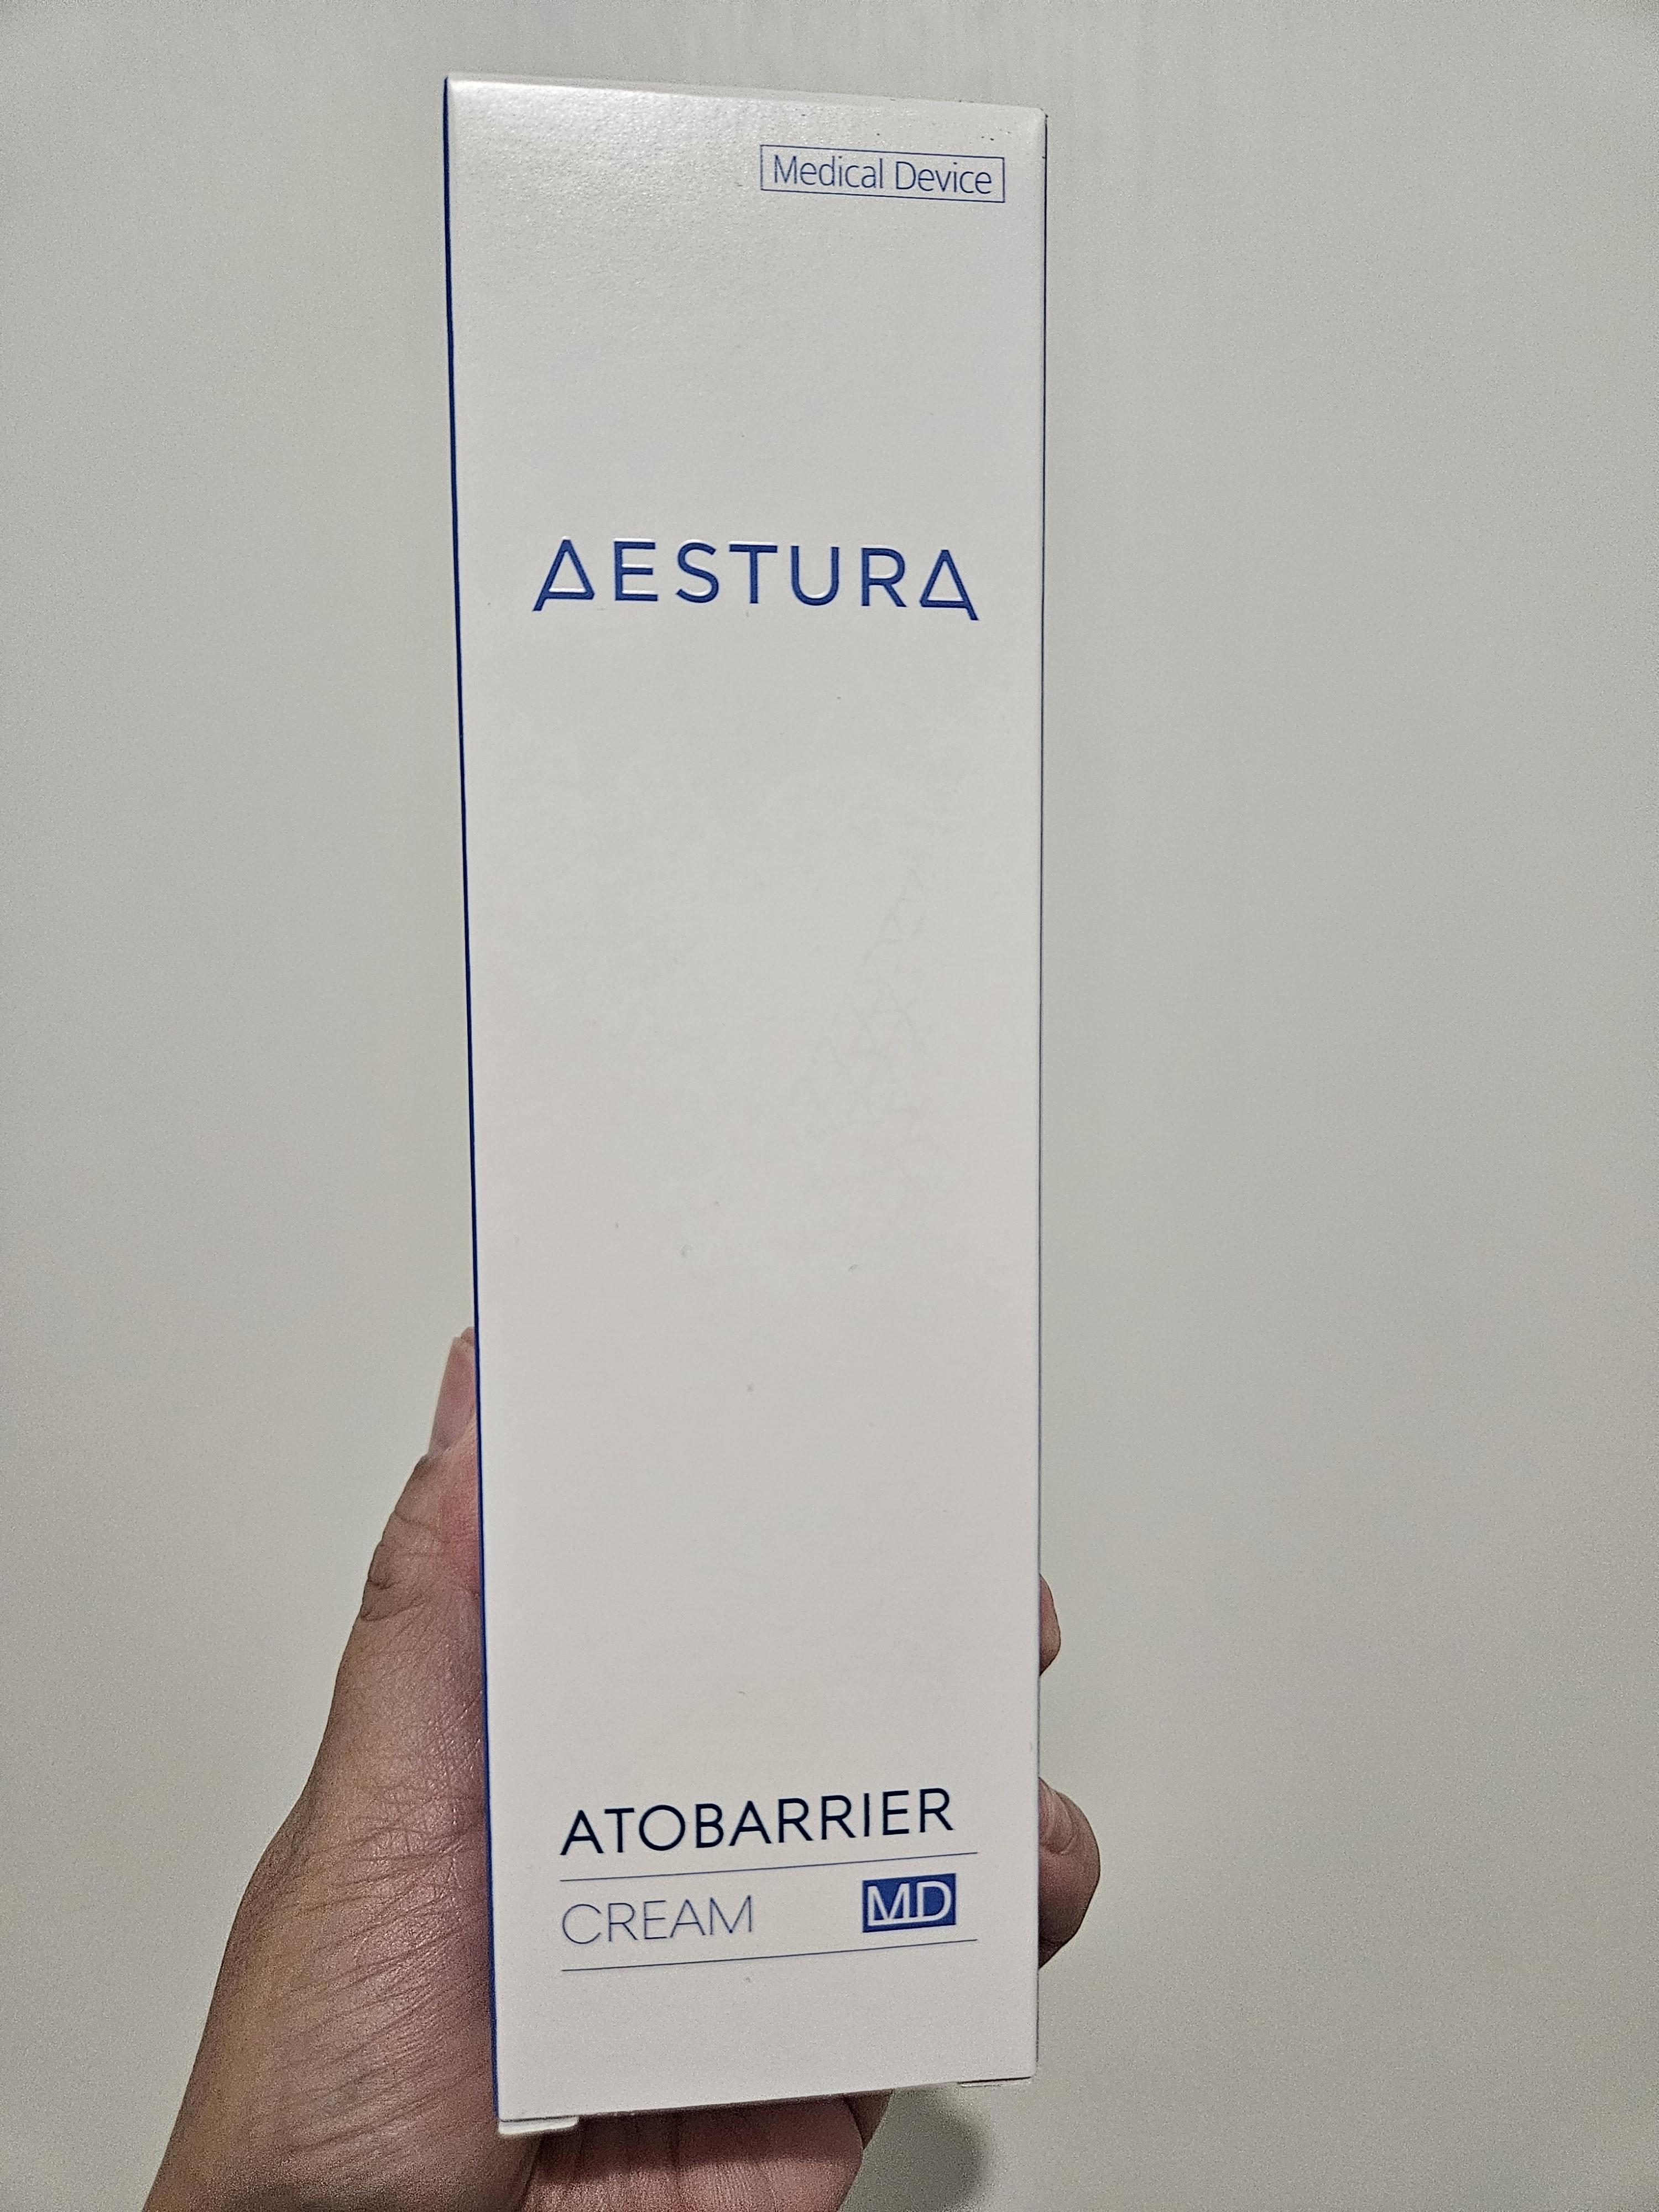 Medical Device
AESTURA
ATOBARRIER
CREAM MD